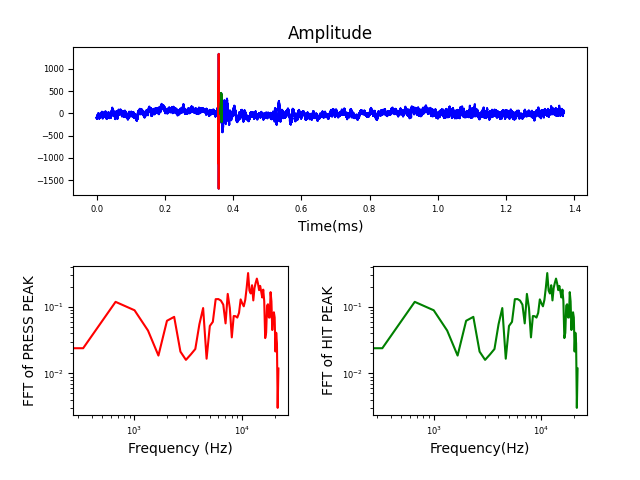 Amplitude
1000
500
0
−500
−1000
−1500
0.0 0.2 0.4 0.6 0.8 1.0 1.2 1.4
Time(ms)
FFT of PRESS PEAK
10⁻¹
10⁻²
10³ 10⁴
Frequency (Hz)
FFT of HIT PEAK
10⁻¹
10⁻²
10³ 10⁴
Frequency(Hz)